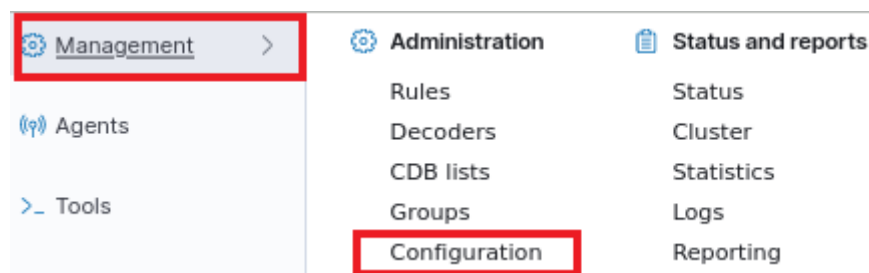 Management
Agents
>_ Tools
Administration
Rules
Decoders
CDB lists
Groups
Configuration
Status and reports
Status
Cluster
Statistics
Logs
Reporting